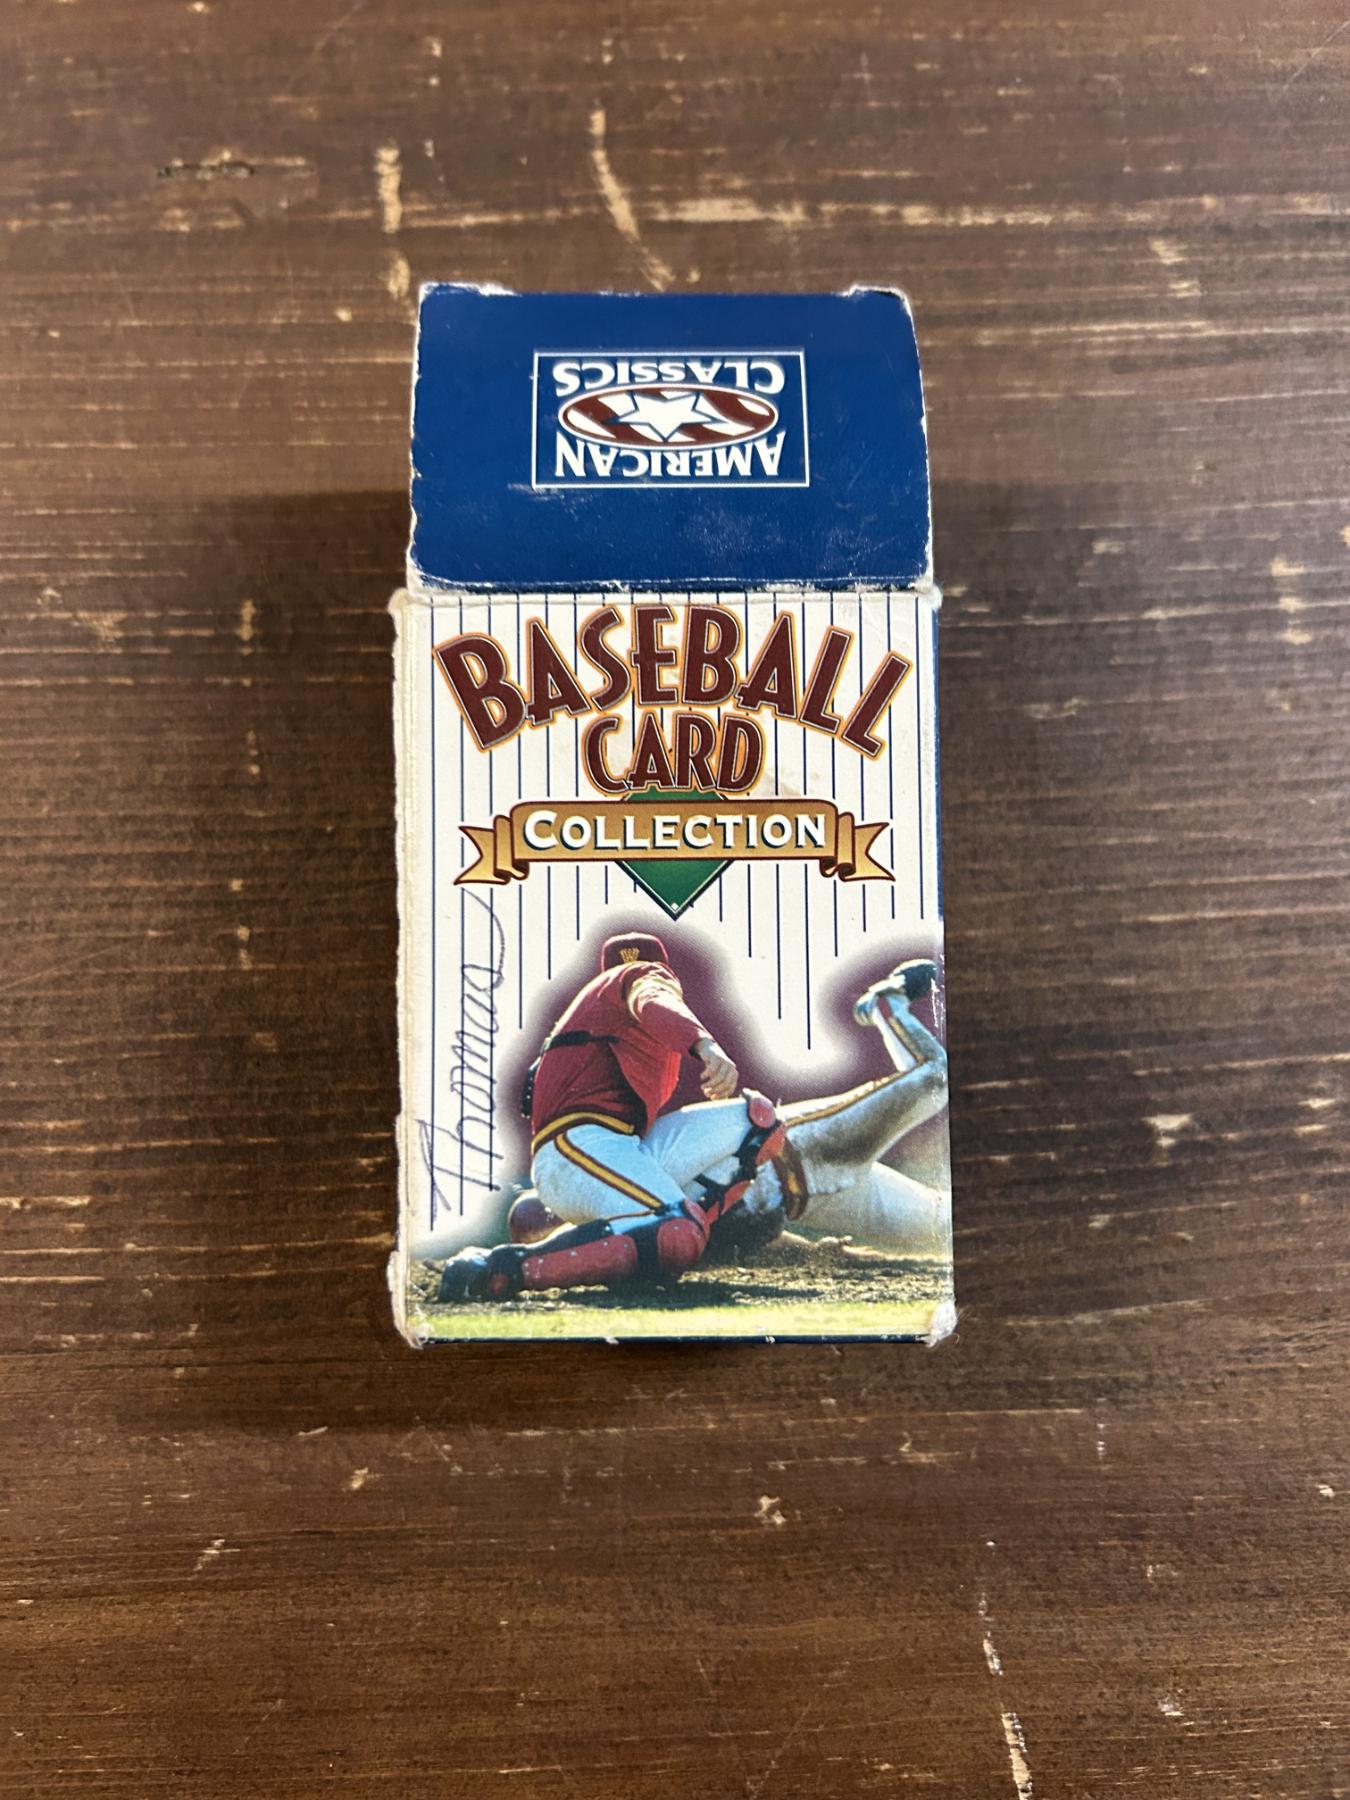 AMERICAN
CLASSICS
BASEBALL
CARD
COLLECTION
Thomas
W